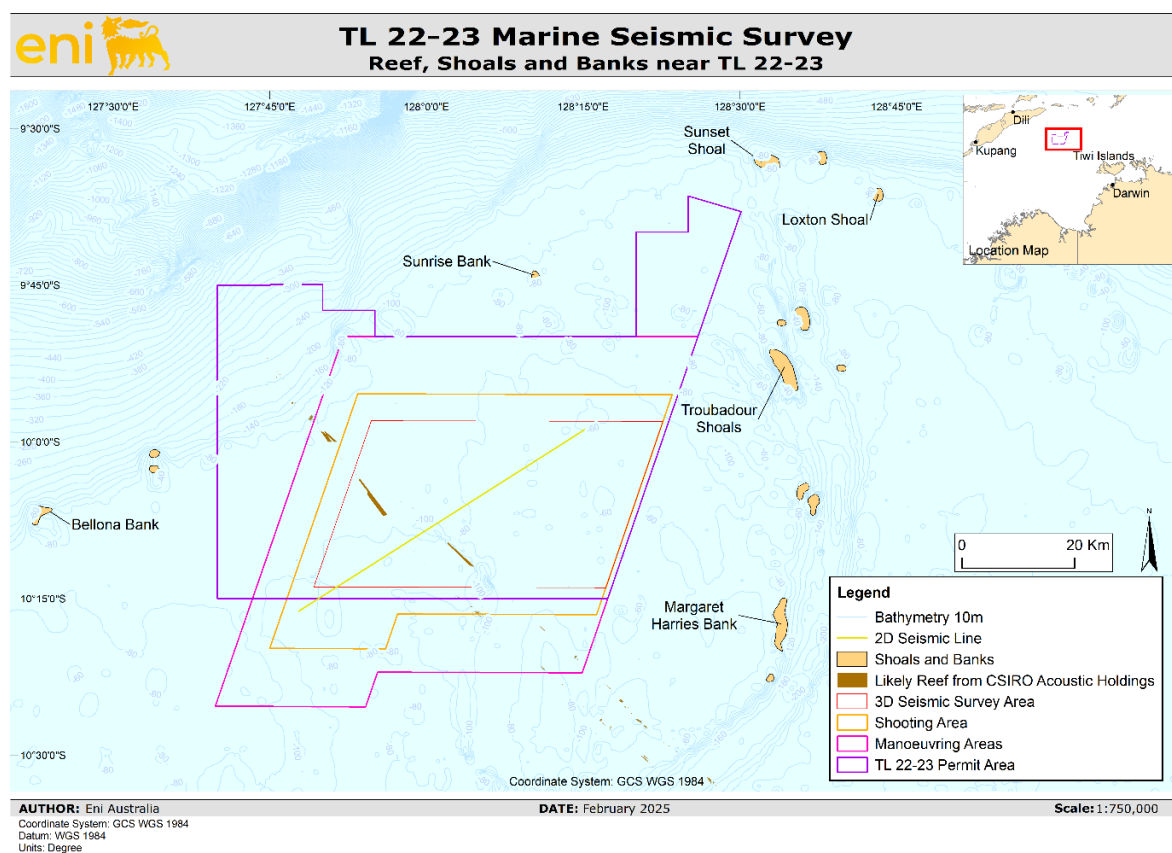 eni
TL 22-23 Marine Seismic Survey
Reef, Shoals and Banks near TL 22-23
127°30'0"E
127°45'0"E
128°0'0"E
128°15'0"E
128°30'0"E
128°45'0"E
9°30'0"S
9°45'0"S
10°0'0"S
10°15'0"S
10°30'0"S
Sunset
Shoal
Loxton Shoal
Sunrise Bank
Troubadour
Shoals
Bellona Bank
Margaret
Harries Bank
Dili
Kupang
Tiwi Islands
Darwin
Location Map
0 20 Km
N
Legend
Bathymetry 10m
2D Seismic Line
Shoals and Banks
Likely Reef from CSIRO Acoustic Holdings
3D Seismic Survey Area
Shooting Area
Manoeuvring Areas
TL 22-23 Permit Area
Coordinate System: GCS WGS 1984
AUTHOR: Eni Australia
DATE: February 2025
Scale: 1:750,000
Coordinate System: GCS WGS 1984
Datum: WGS 1984
Units: Degree